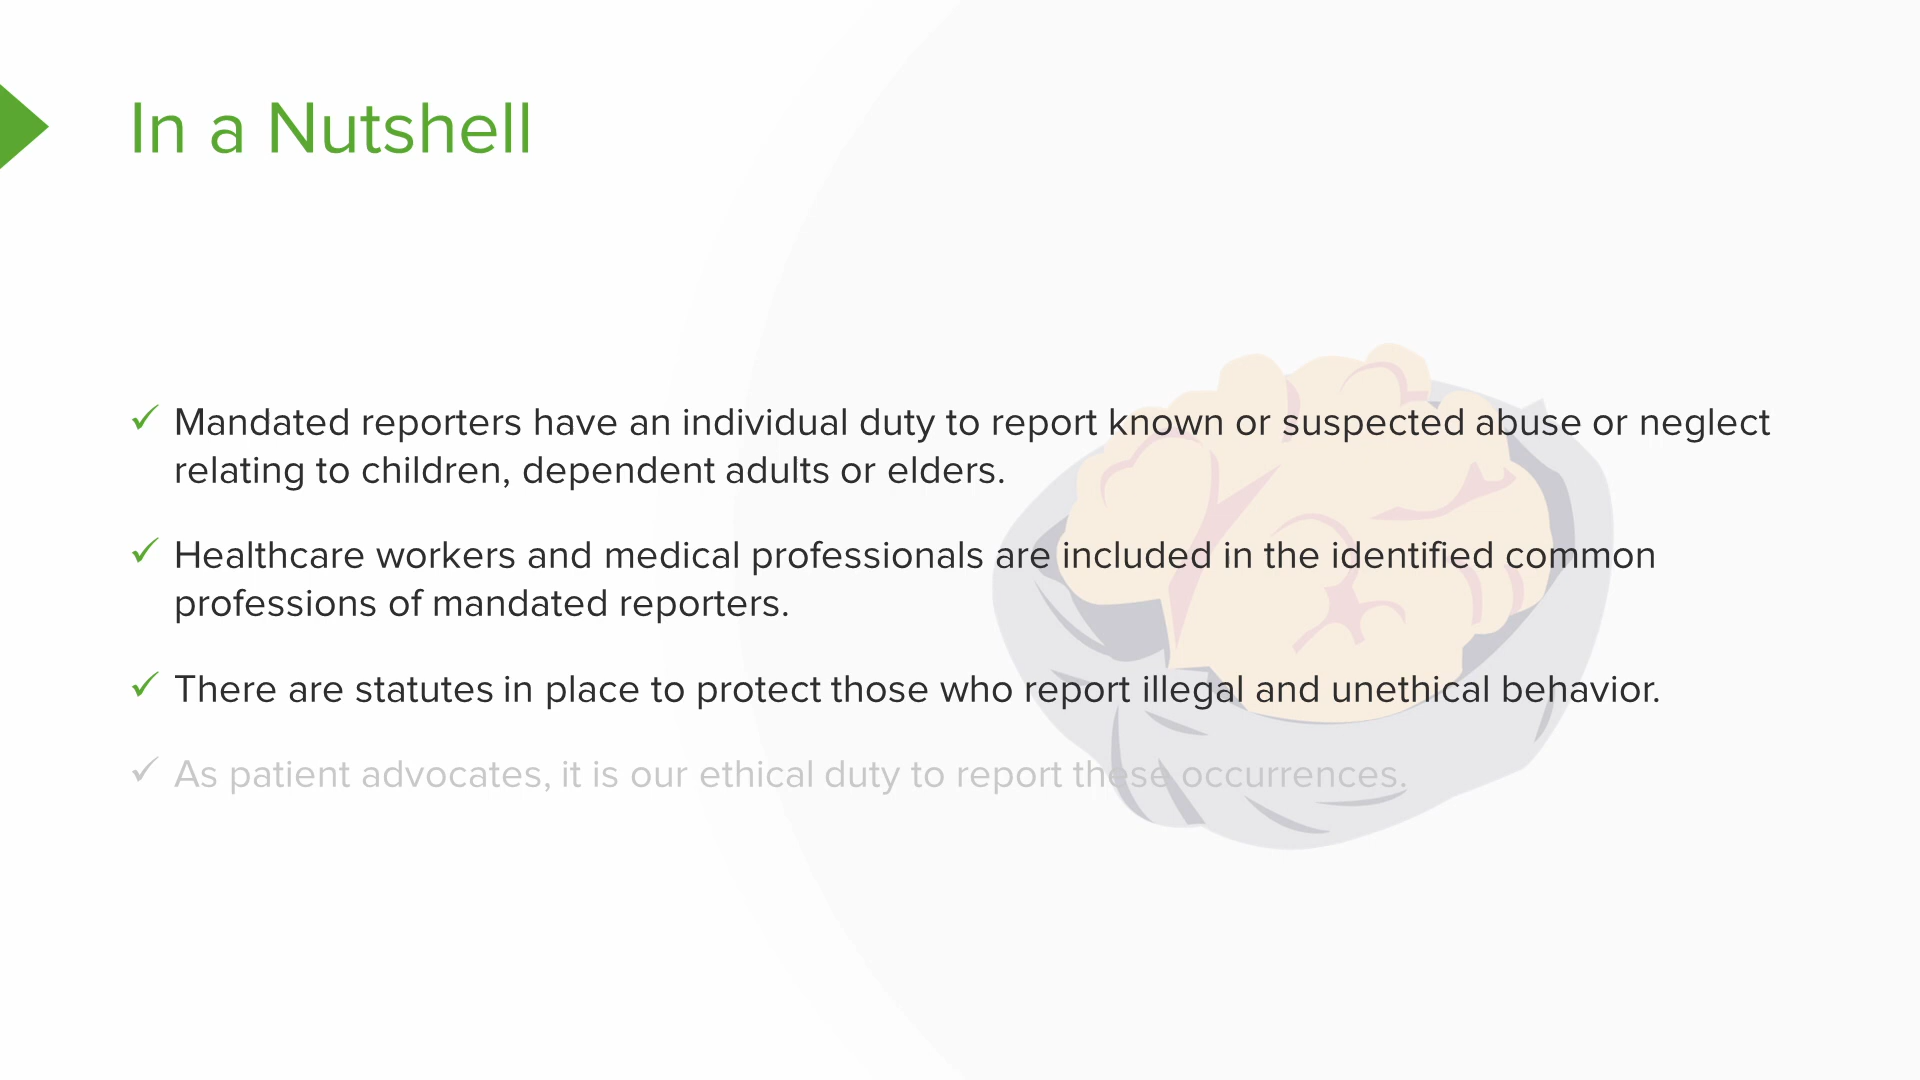 In a Nutshell
✓ Mandated reporters have an individual duty to report known or suspected abuse or neglect
relating to children, dependent adults or elders.
✓ Healthcare workers and medical professionals are included in the identified common
professions of mandated reporters.
✓ There are statutes in place to protect those who report illegal and unethical behavior.
✓ As patient advocates, it is our ethical duty to report these occurrences.